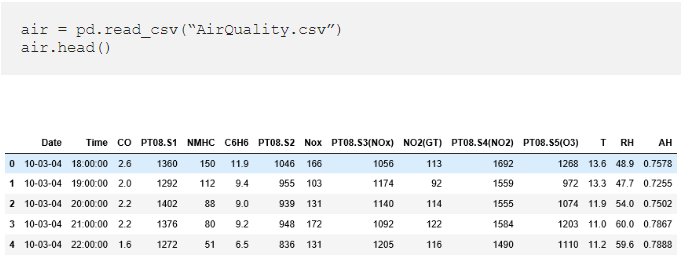 air = pd.read_csv(“AirQuality.csv”)
air.head()
Date Time CO PT08.S1 NMHC C6H6 PT08.S2 Nox PT08.S3(NOx) NO2(GT) PT08.S4(NO2) PT08.S5(O3) T RH AH
0 10-03-04 18:00:00 2.6 1360 150 11.9 1046 166 1056 113 1692 1268 13.6 48.9 0.7578
1 10-03-04 19:00:00 2.0 1292 112 9.4 955 103 1174 92 1559 972 13.3 47.7 0.7255
2 10-03-04 20:00:00 2.2 1402 88 9.0 939 131 1140 114 1555 1074 11.9 54.0 0.7502
3 10-03-04 21:00:00 2.2 1376 80 9.2 948 172 1092 122 1584 1203 11.0 60.0 0.7867
4 10-03-04 22:00:00 1.6 1272 51 6.5 836 131 1205 116 1490 1110 11.2 59.6 0.7888